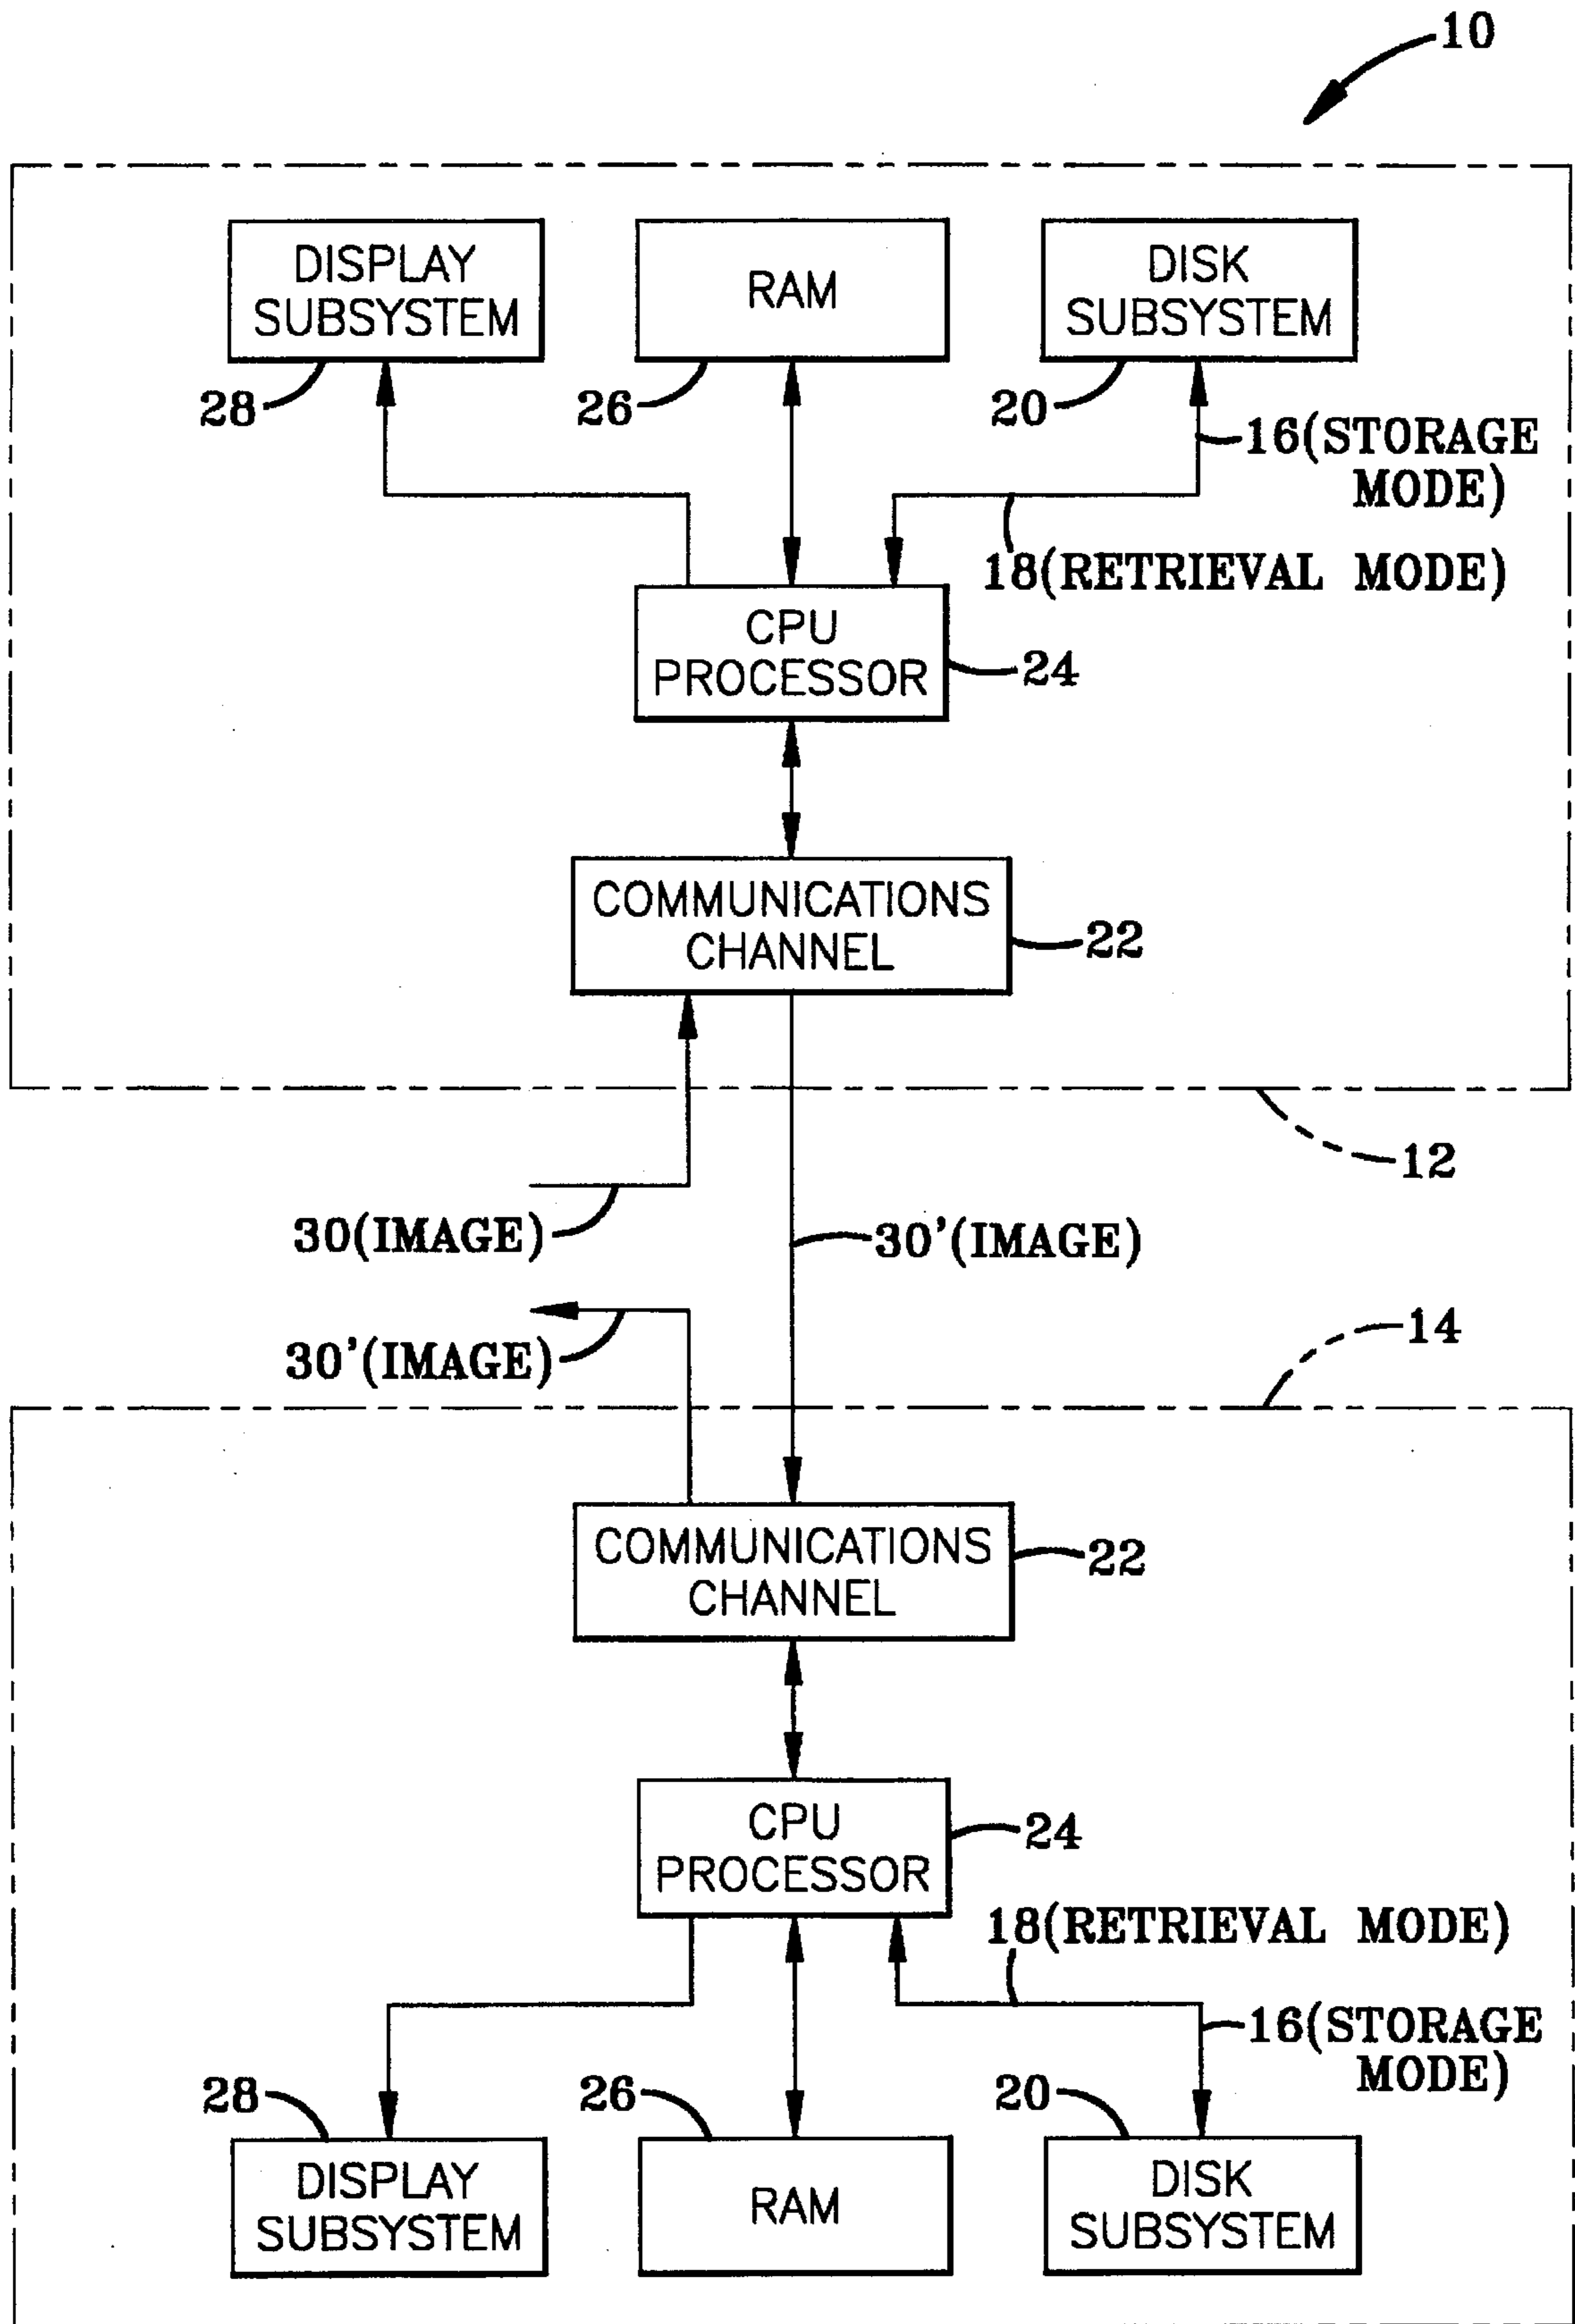 10
DISPLAY
SUBSYSTEM
RAM
DISK
SUBSYSTEM
28
26
20
16(STORAGE
MODE)
18(RETRIEVAL MODE)
CPU
PROCESSOR
24
COMMUNICATIONS
CHANNEL
22
12
30(IMAGE)
30'(IMAGE)
30'(IMAGE)
14
COMMUNICATIONS
CHANNEL
22
CPU
PROCESSOR
24
18(RETRIEVAL MODE)
16(STORAGE
MODE)
28
26
20
DISPLAY
SUBSYSTEM
RAM
DISK
SUBSYSTEM